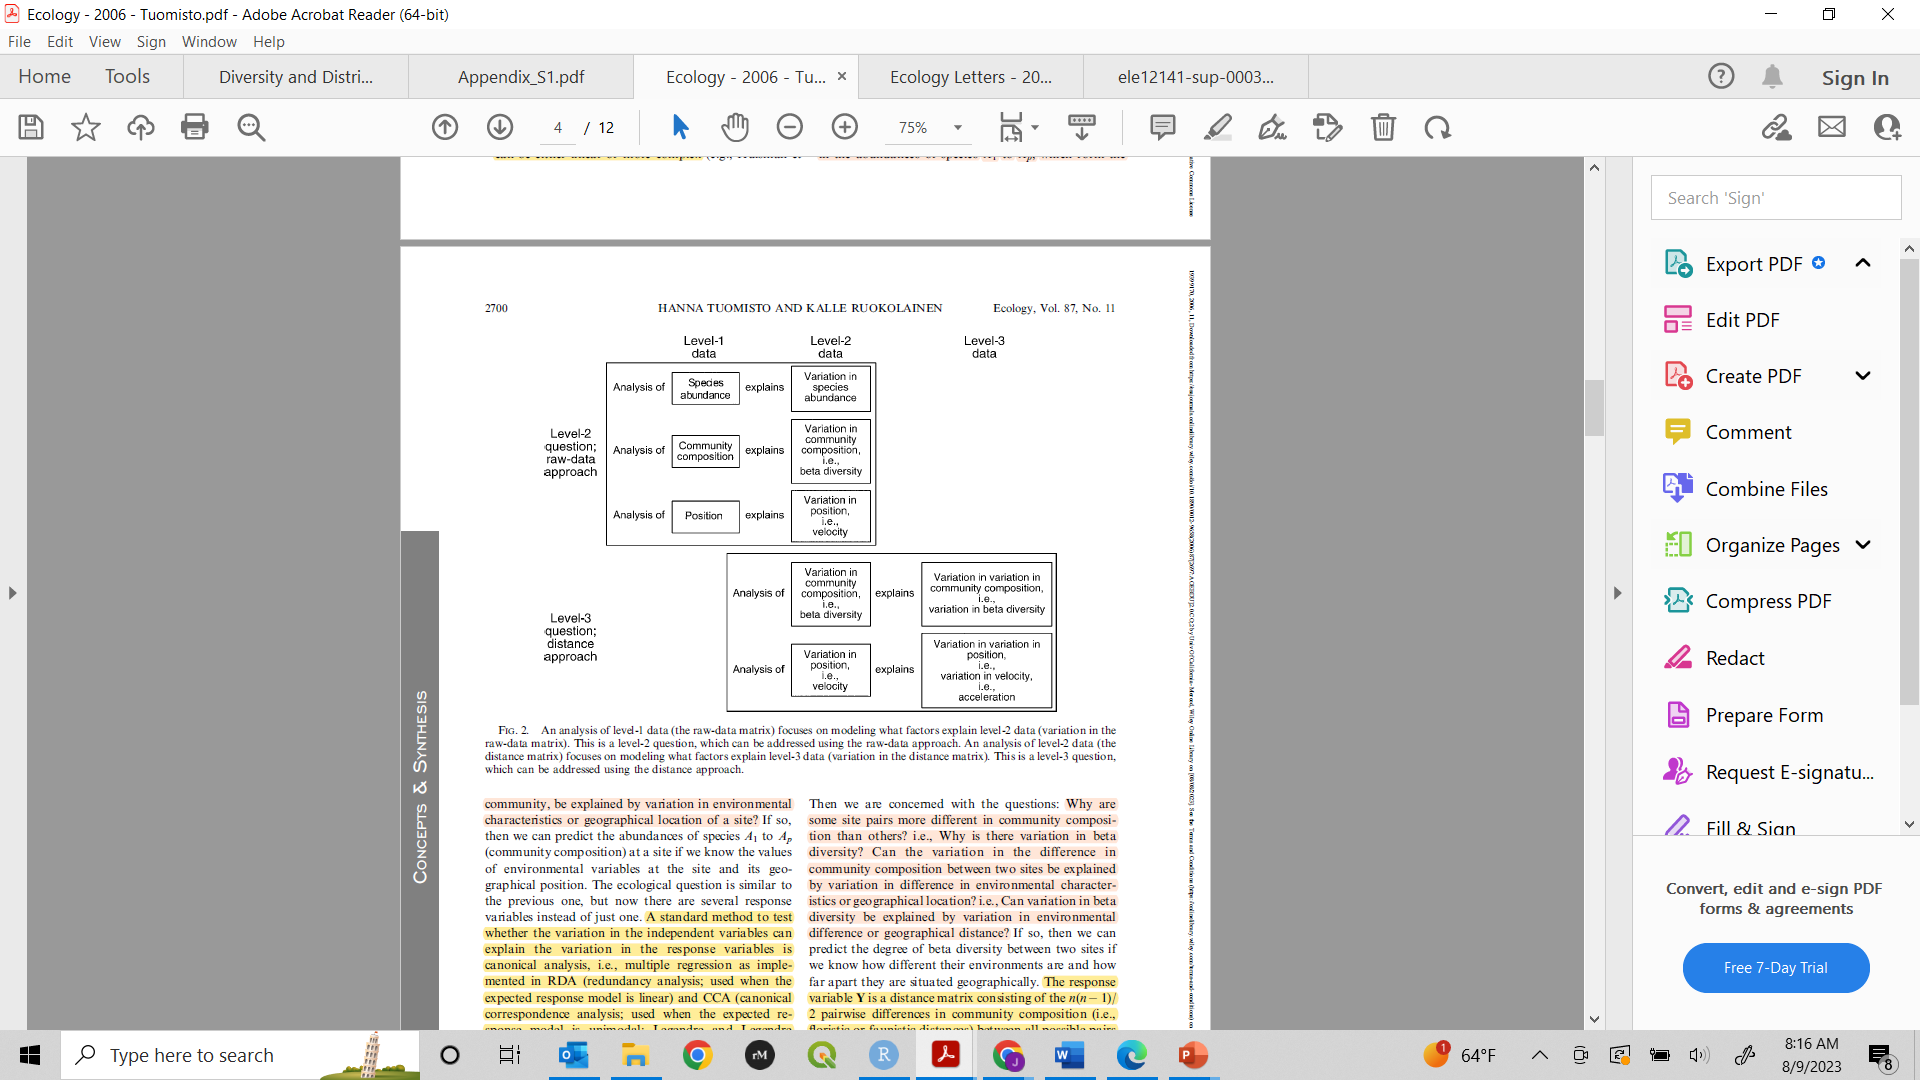 Ecology - 2006 - Tuomisto.pdf - Adobe Acrobat Reader (64-bit)
File Edit View Sign Window Help
Home Tools Diversity and Distri... Appendix_S1.pdf Ecology - 2006 - Tu... Ecology Letters - 20... ele12141-sup-0003... Sign In
4 / 12 75%
2700 HANNA TUOMISTO AND KALLE RUOKOLAINEN Ecology, Vol. 87, No. 11
Level-1
data
Level-2
data
Level-3
data
Level-2
question;
raw-data
approach
Analysis of
Species
abundance
explains
Variation in
species
abundance
Analysis of
Community
composition
explains
Variation in
community
composition,
i.e.,
beta diversity
Analysis of
Position
explains
Variation in
position,
i.e.,
velocity
Level-3
question;
distance
approach
Analysis of
Variation in
community
composition,
i.e.,
beta diversity
explains
Variation in variation in
community composition,
i.e.,
variation in beta diversity
Analysis of
Variation in
position,
i.e.,
velocity
explains
Variation in variation in
position,
i.e.,
variation in velocity,
i.e.,
acceleration
FIG. 2. An analysis of level-1 data (the raw-data matrix) focuses on modeling what factors explain level-2 data (variation in the
raw-data matrix). This is a level-2 question, which can be addressed using the raw-data approach. An analysis of level-2 data (the
distance matrix) focuses on modeling what factors explain level-3 data (variation in the distance matrix). This is a level-3 question,
which can be addressed using the distance approach.
CONCEPTS & SYNTHESIS
community, be explained by variation in environmental
characteristics or geographical location of a site? If so,
then we can predict the abundances of species A1 to Ap
(community composition) at a site if we know the values
of environmental variables at the site and its geo-
graphical position. The ecological question is similar to
the previous one, but now there are several response
variables instead of just one. A standard method to test
whether the variation in the independent variables can
explain the variation in the response variables is
canonical analysis, i.e., multiple regression as imple-
mented in RDA (redundancy analysis; used when the
expected response model is linear) and CCA (canonical
correspondence analysis; used when the expected re-
sponse model is unimodal; Legendre and Legendre
Then we are concerned with the questions: Why are
some site pairs more different in community composi-
tion than others? i.e., Why is there variation in beta
diversity? Can the variation in the difference in
community composition between two sites be explained
by variation in difference in environmental character-
istics or geographical location? i.e., Can variation in beta
diversity be explained by variation in environmental
difference or geographical distance? If so, then we can
predict the degree of beta diversity between two sites if
we know how different their environments are and how
far apart they are situated geographically. The response
variable Y is a distance matrix consisting of the n(n − 1)/
2 pairwise differences in community composition (i.e.,
floristic or faunistic distances) between all possible pairs
Search 'Sign'
Export PDF
Edit PDF
Create PDF
Comment
Combine Files
Organize Pages
Compress PDF
Redact
Prepare Form
Request E-signatu...
Fill & Sign
Convert, edit and e-sign PDF
forms & agreements
Free 7-Day Trial
Type here to search
rM
1
64°F
8:16 AM
8/9/2023
8